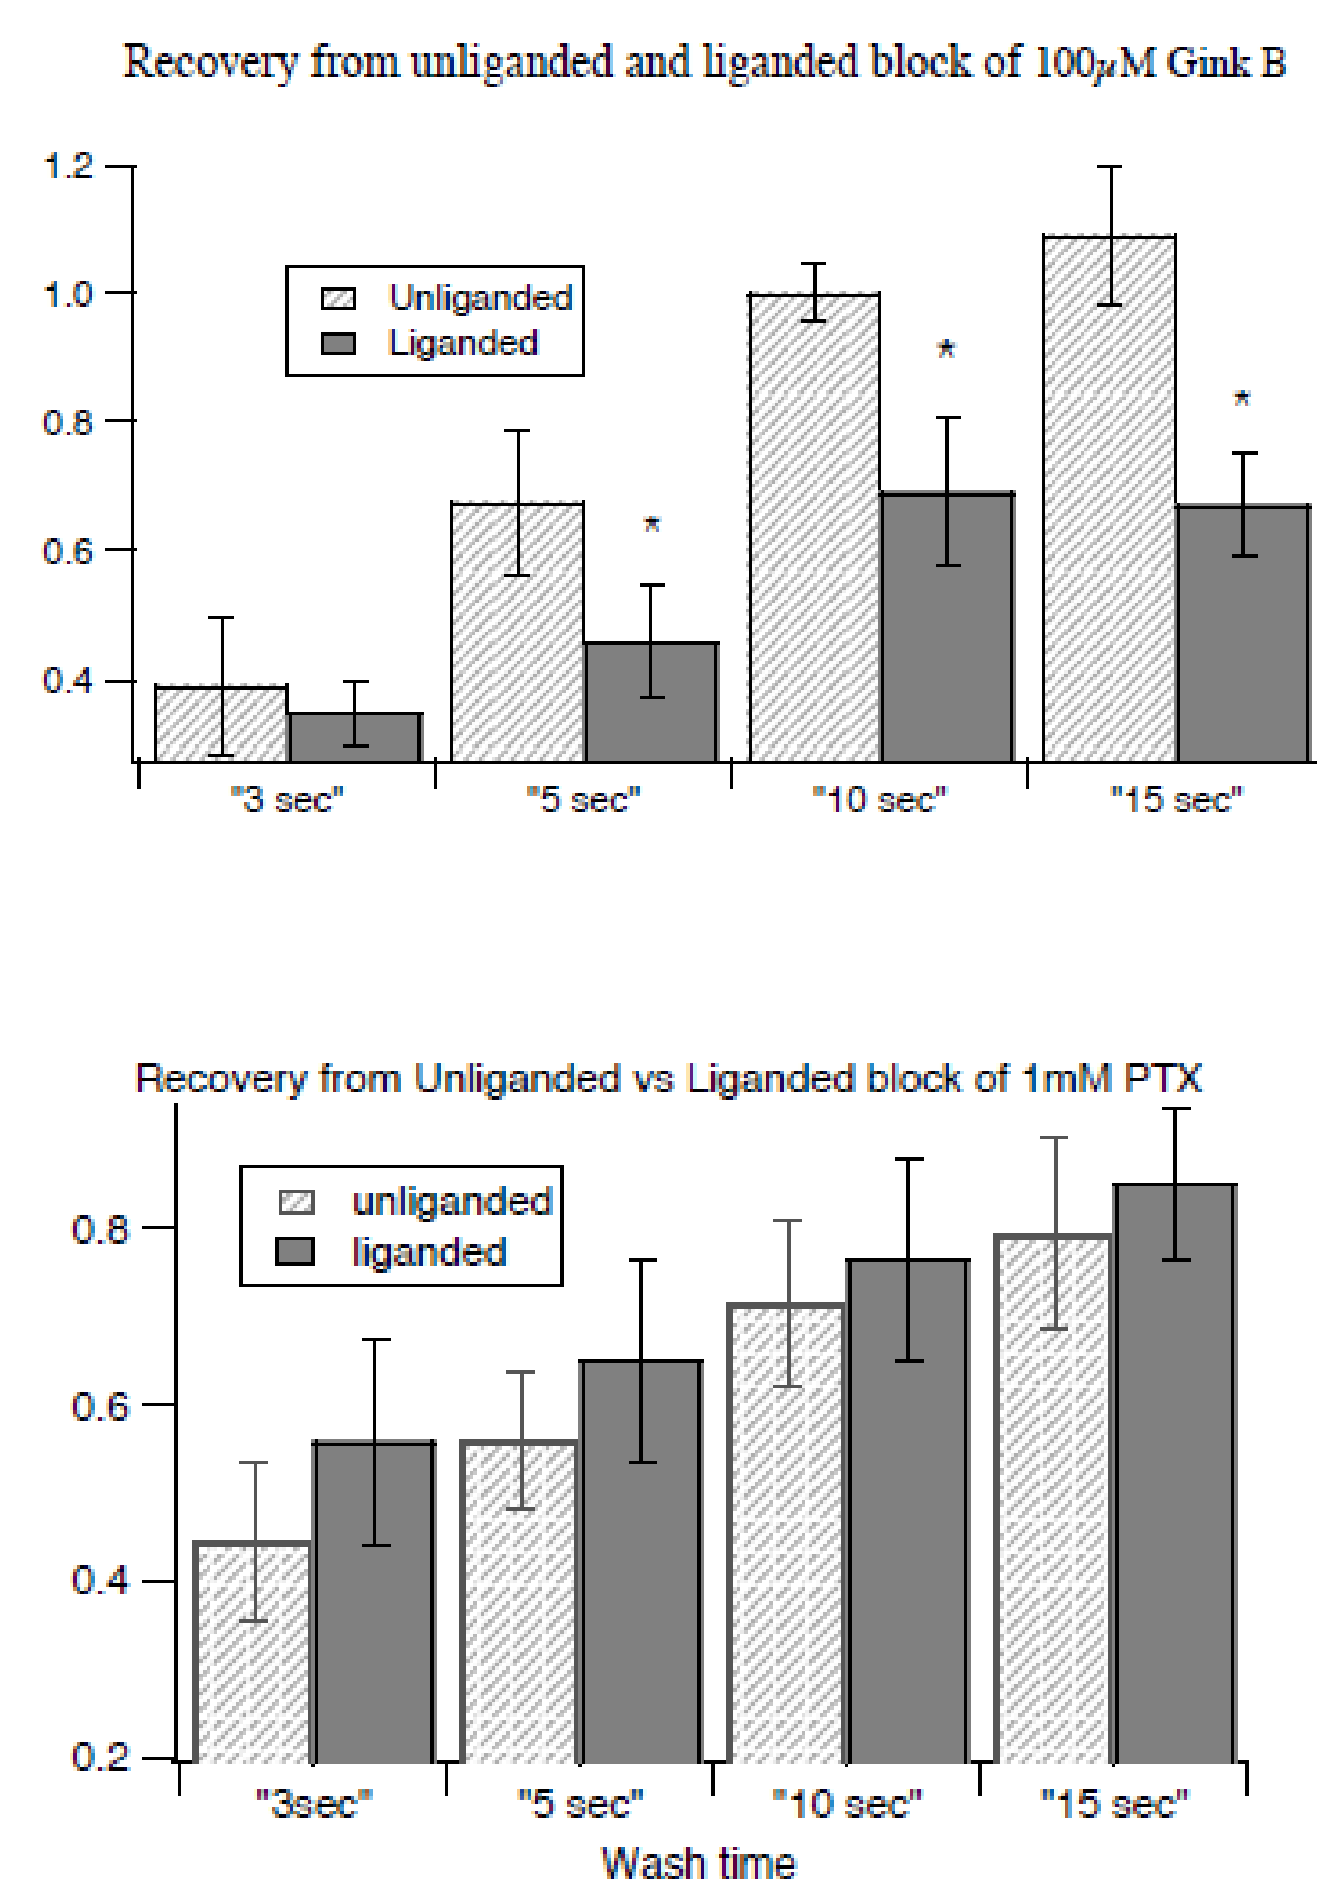 Recovery from unliganded and liganded block of 100μM Gink B
1.2
1.0
0.8
0.6
0.4
Unliganded
Liganded
*
*
*
"3 sec" "5 sec" "10 sec" "15 sec"
Recovery from Unliganded vs Liganded block of 1mM PTX
unliganded
liganded
0.8
0.6
0.4
0.2
"3sec" "5 sec" "10 sec" "15 sec"
Wash time